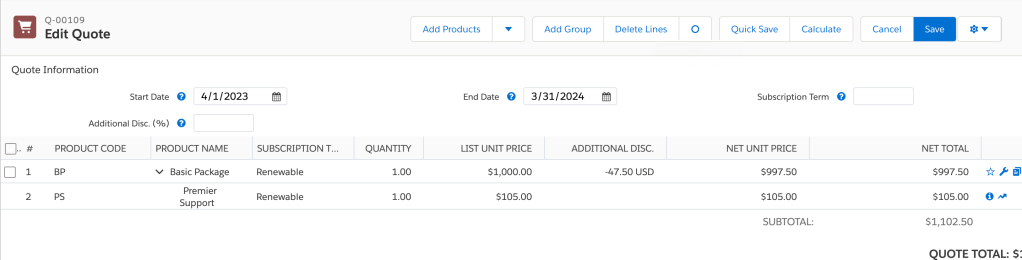 Q-00109
Edit Quote
Add Products
Add Group
Delete Lines
Quick Save
Calculate
Cancel
Save
Quote Information
Start Date ? 4/1/2023
End Date ? 3/31/2024
Subscription Term ?
Additional Disc. (%) ?
.. # PRODUCT CODE PRODUCT NAME SUBSCRIPTION T... QUANTITY LIST UNIT PRICE ADDITIONAL DISC. NET UNIT PRICE NET TOTAL
1 BP Basic Package Renewable 1.00 $1,000.00 -47.50 USD $997.50 $997.50
2 PS Premier Support Renewable 1.00 $105.00 $105.00 $105.00
SUBTOTAL: $1,102.50
QUOTE TOTAL: $